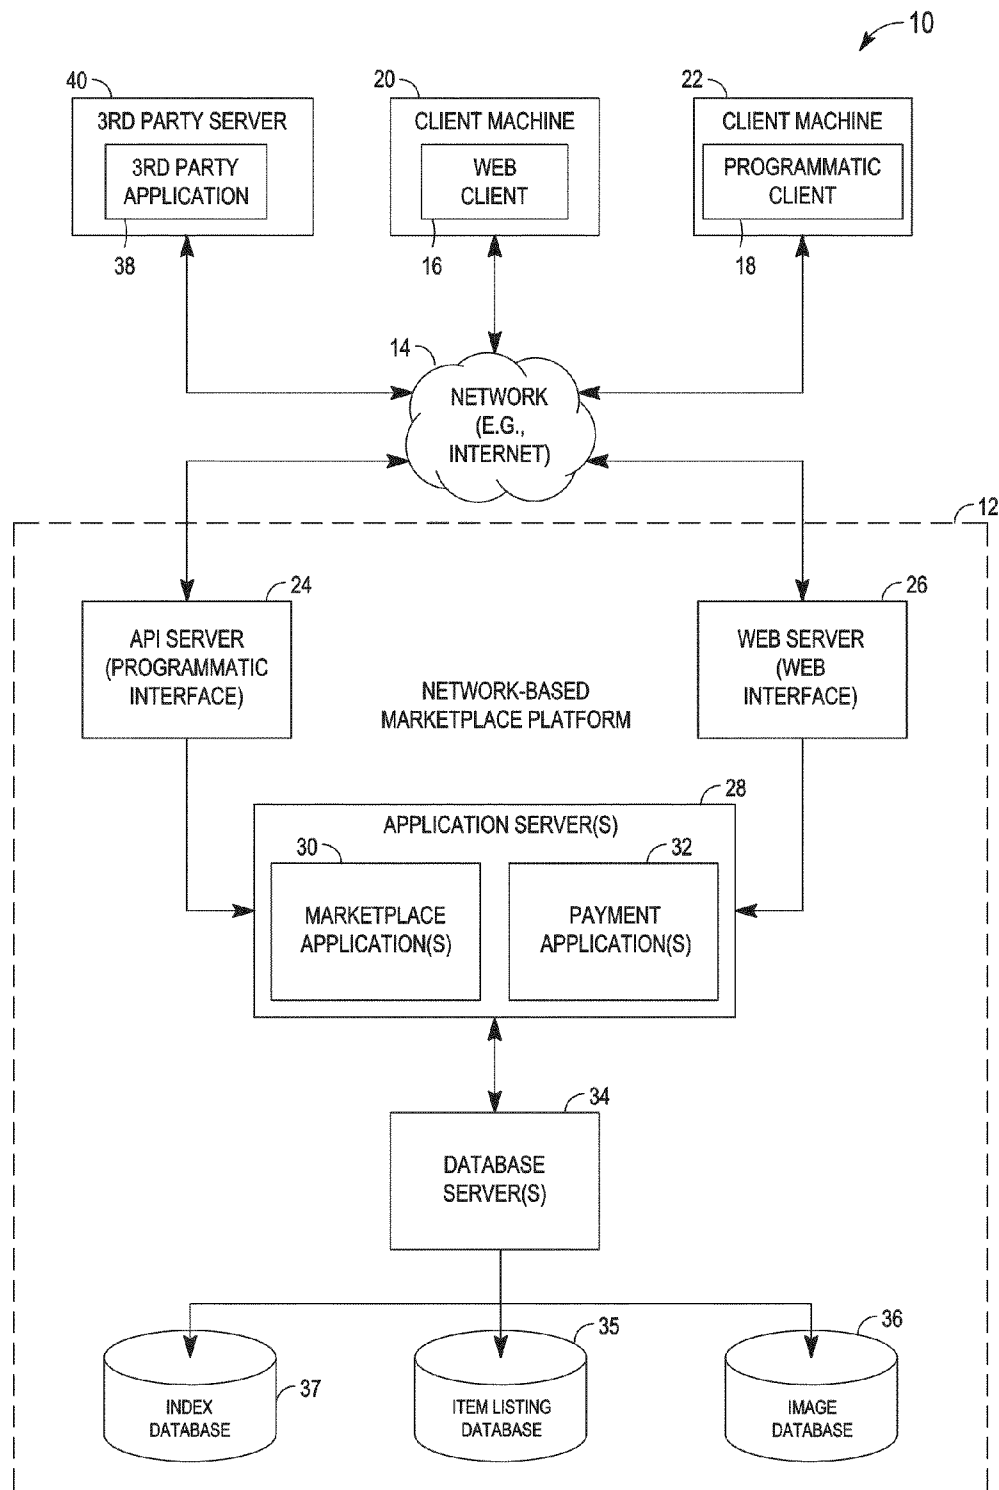 10
40
20
22
3RD PARTY SERVER
CLIENT MACHINE
CLIENT MACHINE
3RD PARTY
APPLICATION
WEB
CLIENT
PROGRAMMATIC
CLIENT
38
16
18
14
NETWORK
(E.G.,
INTERNET)
12
24
26
API SERVER
(PROGRAMMATIC
INTERFACE)
WEB SERVER
(WEB
INTERFACE)
NETWORK-BASED
MARKETPLACE PLATFORM
28
APPLICATION SERVER(S)
30
32
MARKETPLACE
APPLICATION(S)
PAYMENT
APPLICATION(S)
34
DATABASE
SERVER(S)
35
36
37
INDEX
DATABASE
ITEM LISTING
DATABASE
IMAGE
DATABASE